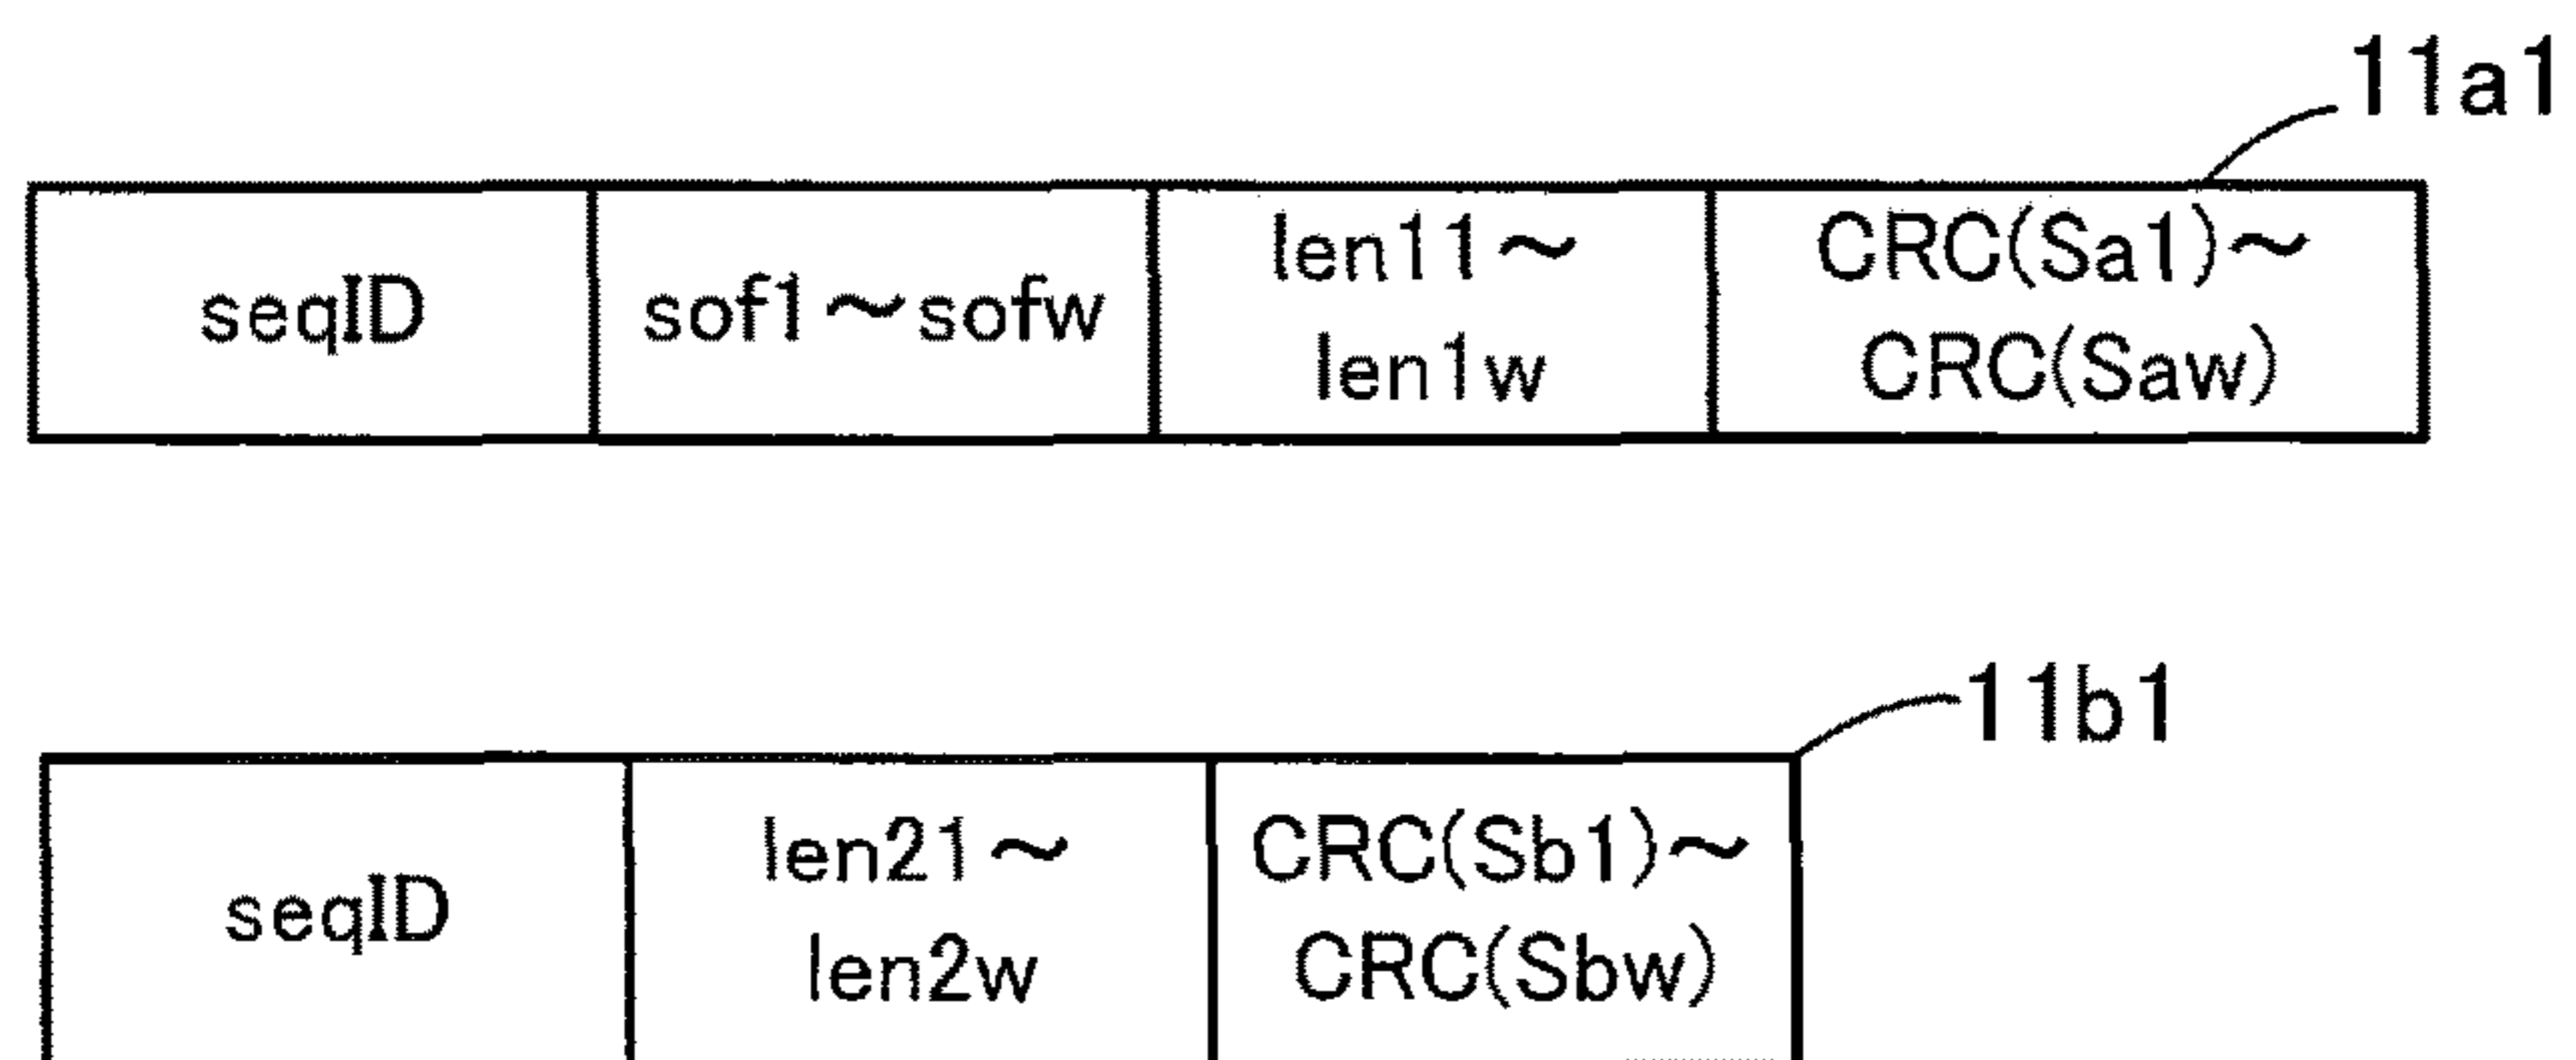 11a1
seqID
sof1~sofw
len11~
len1w
CRC(Sa1)~
CRC(Saw)
11b1
seqID
len21~
len2w
CRC(Sb1)~
CRC(Sbw)